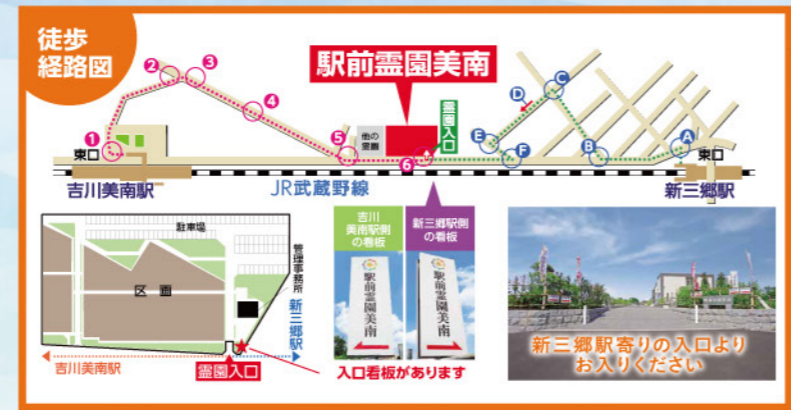 徒歩
経路図
駅前霊園美南
霊園入口
他の
霊園
1
2
3
4
5
6
A
B
C
D
E
F
東口
吉川美南駅
JR武蔵野線
東口
新三郷駅
駐車場
管理事務所
区画
新三郷駅
吉川美南駅
霊園入口
吉川
美南駅側
の看板
新三郷駅側
の看板
駅前霊園美南
駅前霊園美南
入口看板があります
新三郷駅寄りの入口より
お入りください